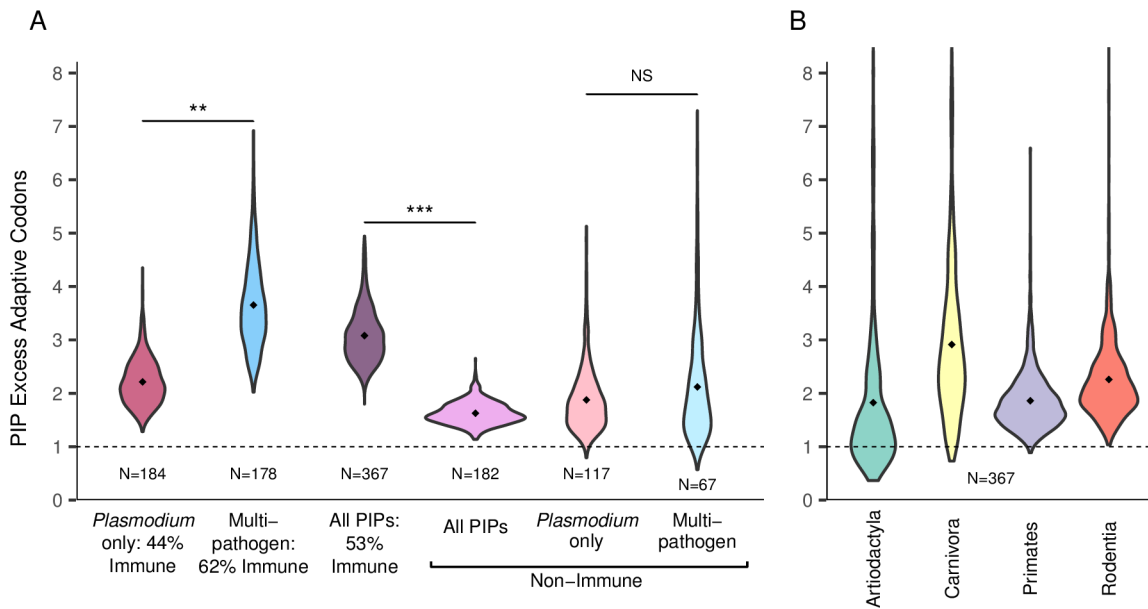 A
PIP Excess Adaptive Codons
8
7
6
5
4
3
2
1
0
**
***
NS
N=184
N=178
N=367
N=182
N=117
N=67
Plasmodium
only: 44%
Immune
Multi−
pathogen:
62% Immune
All PIPs:
53%
Immune
All PIPs
Plasmodium
only
Multi−
pathogen
Non−Immune
B
8
7
6
5
4
3
2
1
0
N=367
Artiodactyla
Carnivora
Primates
Rodentia